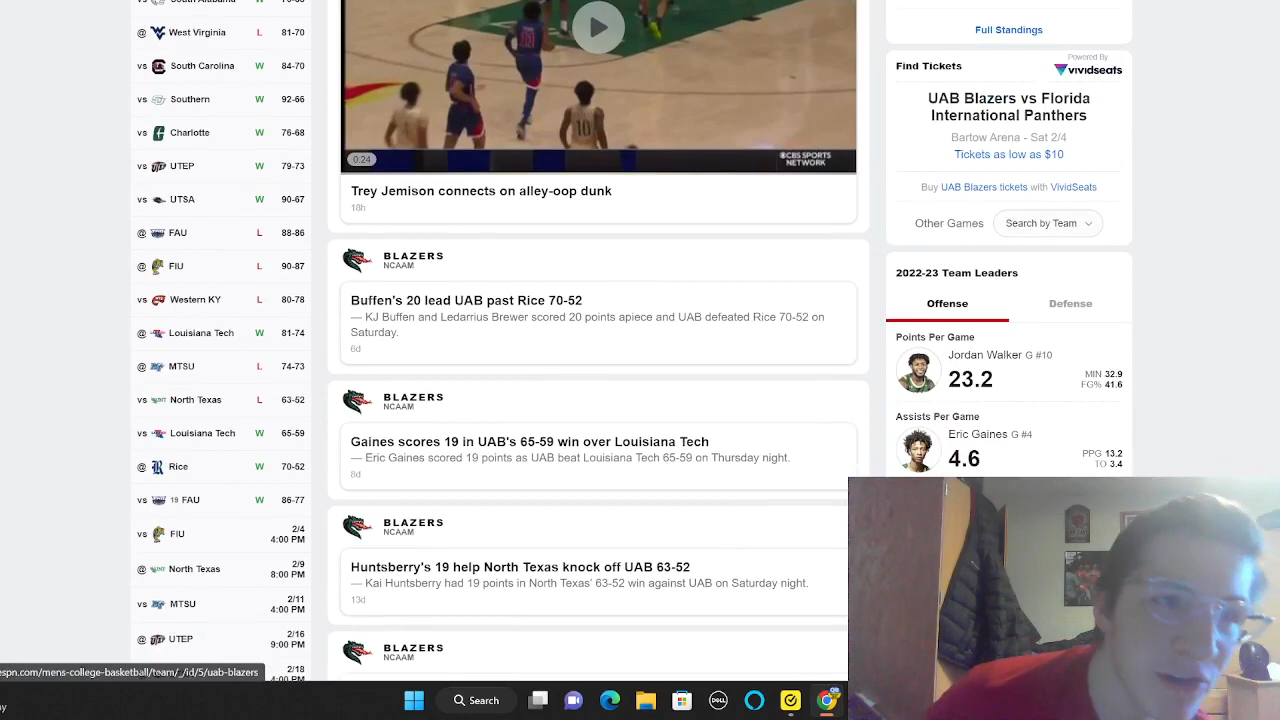 @ West Virginia L 81-70
vs South Carolina W 84-70
vs Southern W 92-66
vs Charlotte W 76-68
vs UTEP W 79-73
vs UTSA W 90-67
@ FAU L 88-86
@ FIU L 90-87
@ Western KY L 80-78
@ Louisiana Tech W 81-74
@ MTSU L 74-73
vs North Texas L 63-52
vs Louisiana Tech W 65-59
@ Rice W 70-52
vs 19 FAU W 86-77
vs FIU 2/4 4:00 PM
@ North Texas 2/9 8:00 PM
vs MTSU 2/11 4:00 PM
@ UTEP 2/16 9:00 PM
2/18
espn.com/mens-college-basketball/team/_/id/5/uab-blazers
10
0:24
CBS SPORTS
NETWORK
Trey Jemison connects on alley-oop dunk
18h
BLAZERS
NCAAM
Buffen's 20 lead UAB past Rice 70-52
— KJ Buffen and Ledarrius Brewer scored 20 points apiece and UAB defeated Rice 70-52 on
Saturday.
6d
BLAZERS
NCAAM
Gaines scores 19 in UAB's 65-59 win over Louisiana Tech
— Eric Gaines scored 19 points as UAB beat Louisiana Tech 65-59 on Thursday night.
8d
BLAZERS
NCAAM
Huntsberry's 19 help North Texas knock off UAB 63-52
— Kai Huntsberry had 19 points in North Texas' 63-52 win against UAB on Saturday night.
13d
BLAZERS
NCAAM
Full Standings
Find Tickets
Powered By
vividseats
UAB Blazers vs Florida
International Panthers
Bartow Arena - Sat 2/4
Tickets as low as $10
Buy UAB Blazers tickets with VividSeats
Other Games Search by Team
2022-23 Team Leaders
Offense Defense
Points Per Game
Jordan Walker G #10
23.2
MIN 32.9
FG% 41.6
Assists Per Game
Eric Gaines G #4
4.6
PPG 13.2
TO 3.4
Search
DELL